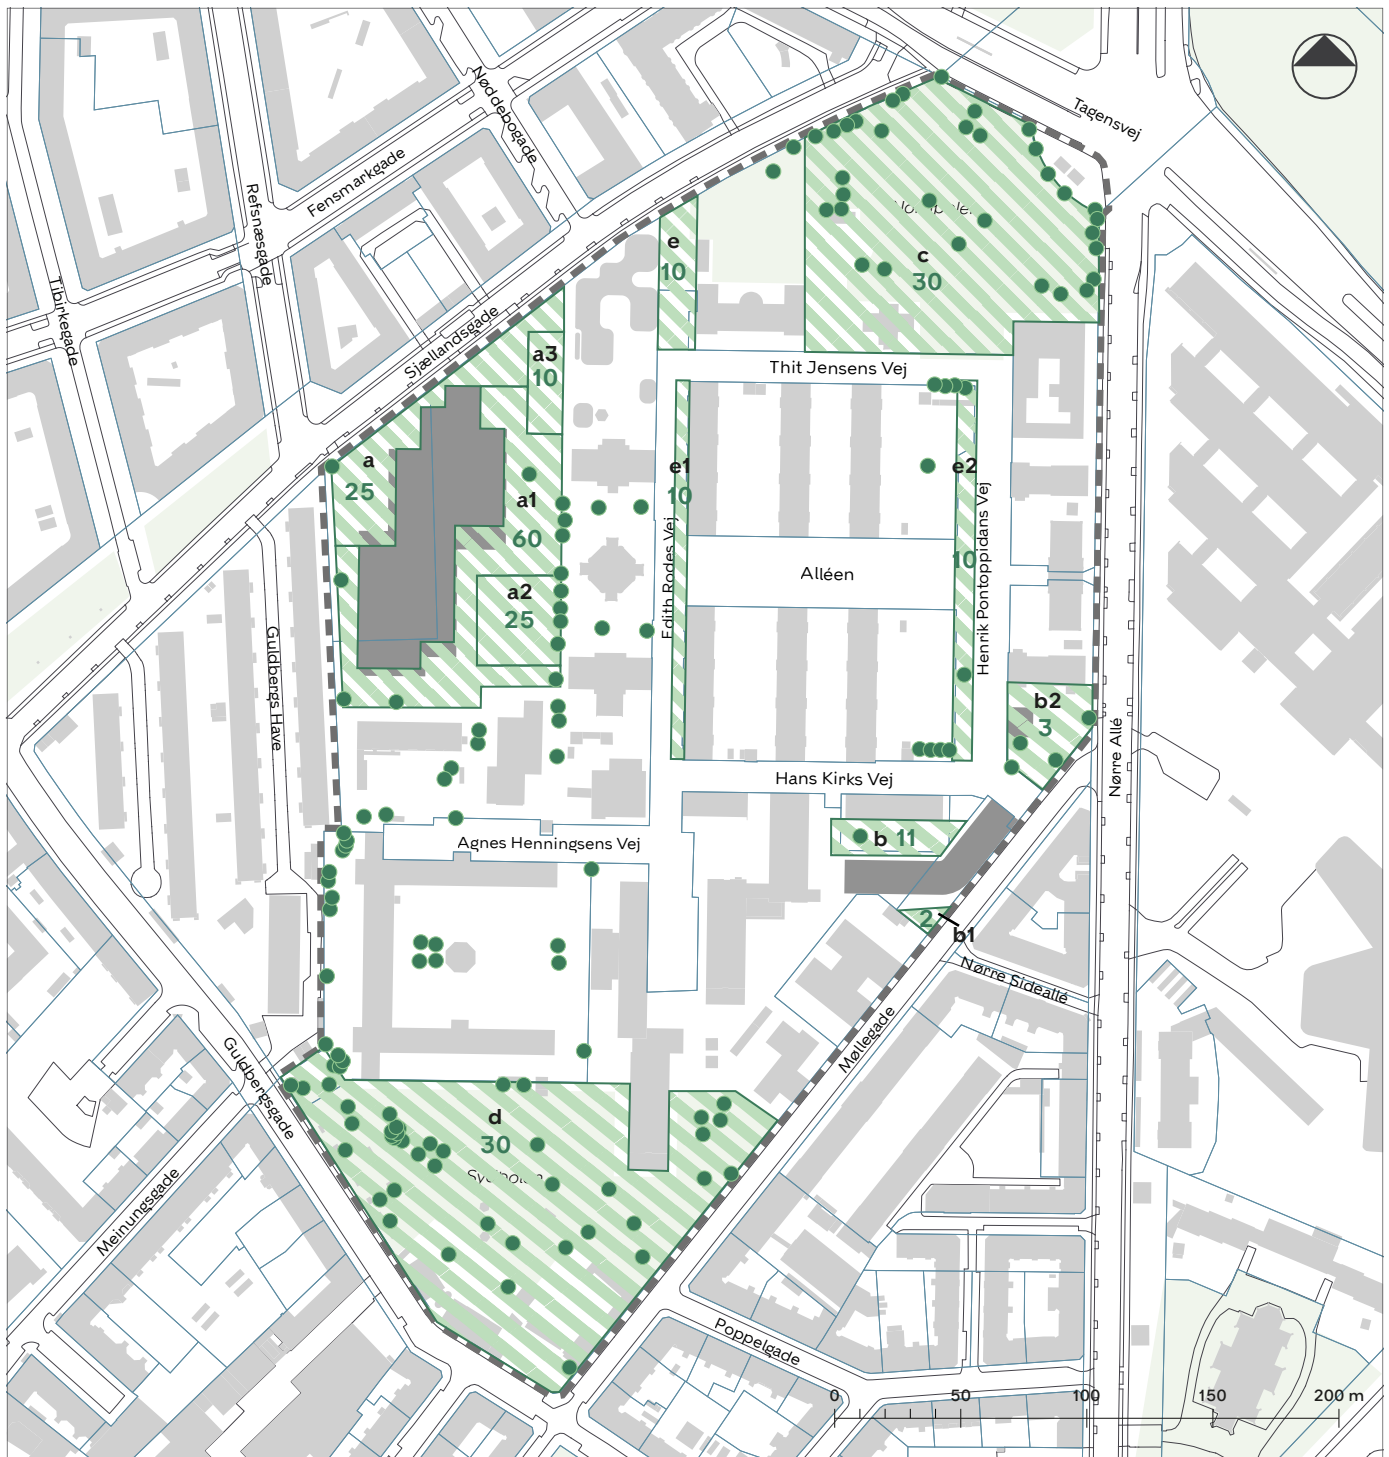 Tagensvej
Nøddebogade
Fensmarkgade
Refsnæsgade
Tibirkegade
Sjællandsgade
e
10
c
30
a3
10
Thit Jensens Vej
a
25
a1
60
e1
10
e2
10
Edith Rodes Vej
Henrik Pontoppidans Vej
Alléen
a2
25
Guldbergs Have
b2
3
Nørre Allé
Hans Kirks Vej
Agnes Henningsens Vej
b 11
2
b1
Nørre Sideallé
Møllegade
Guldbergsgade
d
30
Meinungsgade
Poppelgade
0 50 100 150 200 m